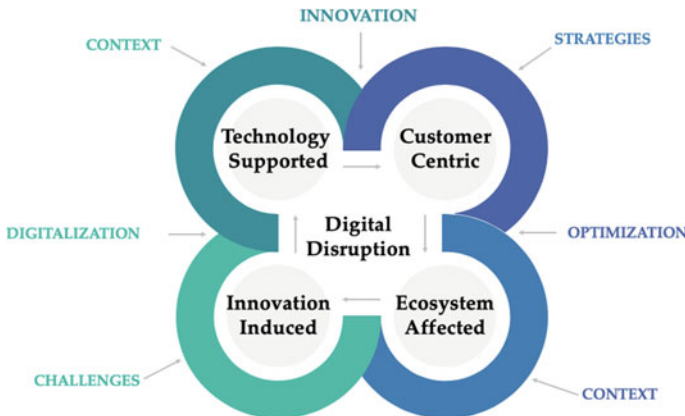 INNOVATION
CONTEXT
STRATEGIES
Technology
Supported
Customer
Centric
DIGITALIZATION
Digital
Disruption
OPTIMIZATION
Innovation
Induced
Ecosystem
Affected
CHALLENGES
CONTEXT